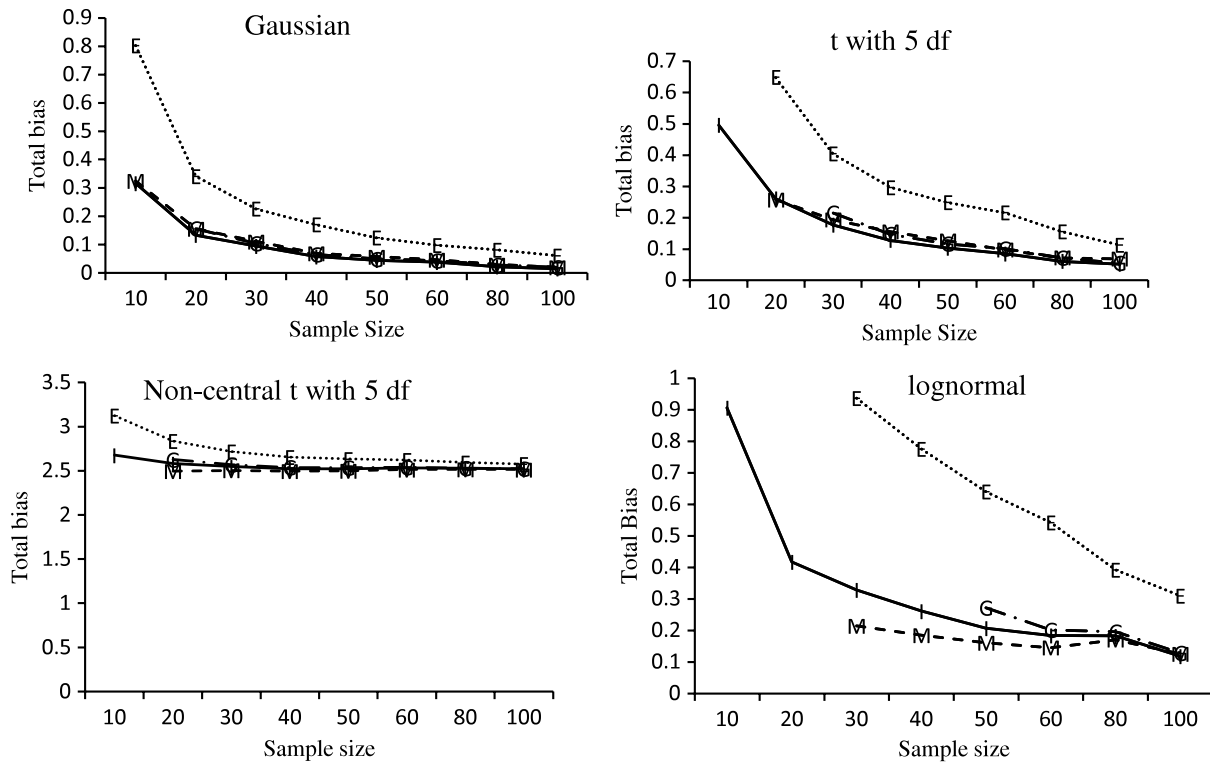 Gaussian
Total bias
0.9
0.8
0.7
0.6
0.5
0.4
0.3
0.2
0.1
0
E
E
E
E
E
E
E
E
M
M
M
M
M
M
M
M
G
G
G
G
G
G
G
I
I
I
I
I
I
I
I
10 20 30 40 50 60 80 100
Sample Size
t with 5 df
Total bias
0.7
0.6
0.5
0.4
0.3
0.2
0.1
0
E
E
E
E
E
E
E
I
I
I
I
I
I
I
I
M
M
M
M
M
M
M
G
G
G
G
G
G
10 20 30 40 50 60 80 100
Sample Size
Non-central t with 5 df
Total bias
3.5
3
2.5
2
1.5
1
0.5
0
E
E
E
E
E
E
E
E
I
I
I
I
I
I
I
I
G
G
G
G
G
G
G
M
M
M
M
M
M
M
10 20 30 40 50 60 80 100
Sample size
lognormal
Total Bias
1
0.9
0.8
0.7
0.6
0.5
0.4
0.3
0.2
0.1
0
E
E
E
E
E
E
I
I
I
I
I
I
I
I
G
G
G
G
M
M
M
M
M
M
10 20 30 40 50 60 80 100
Sample size